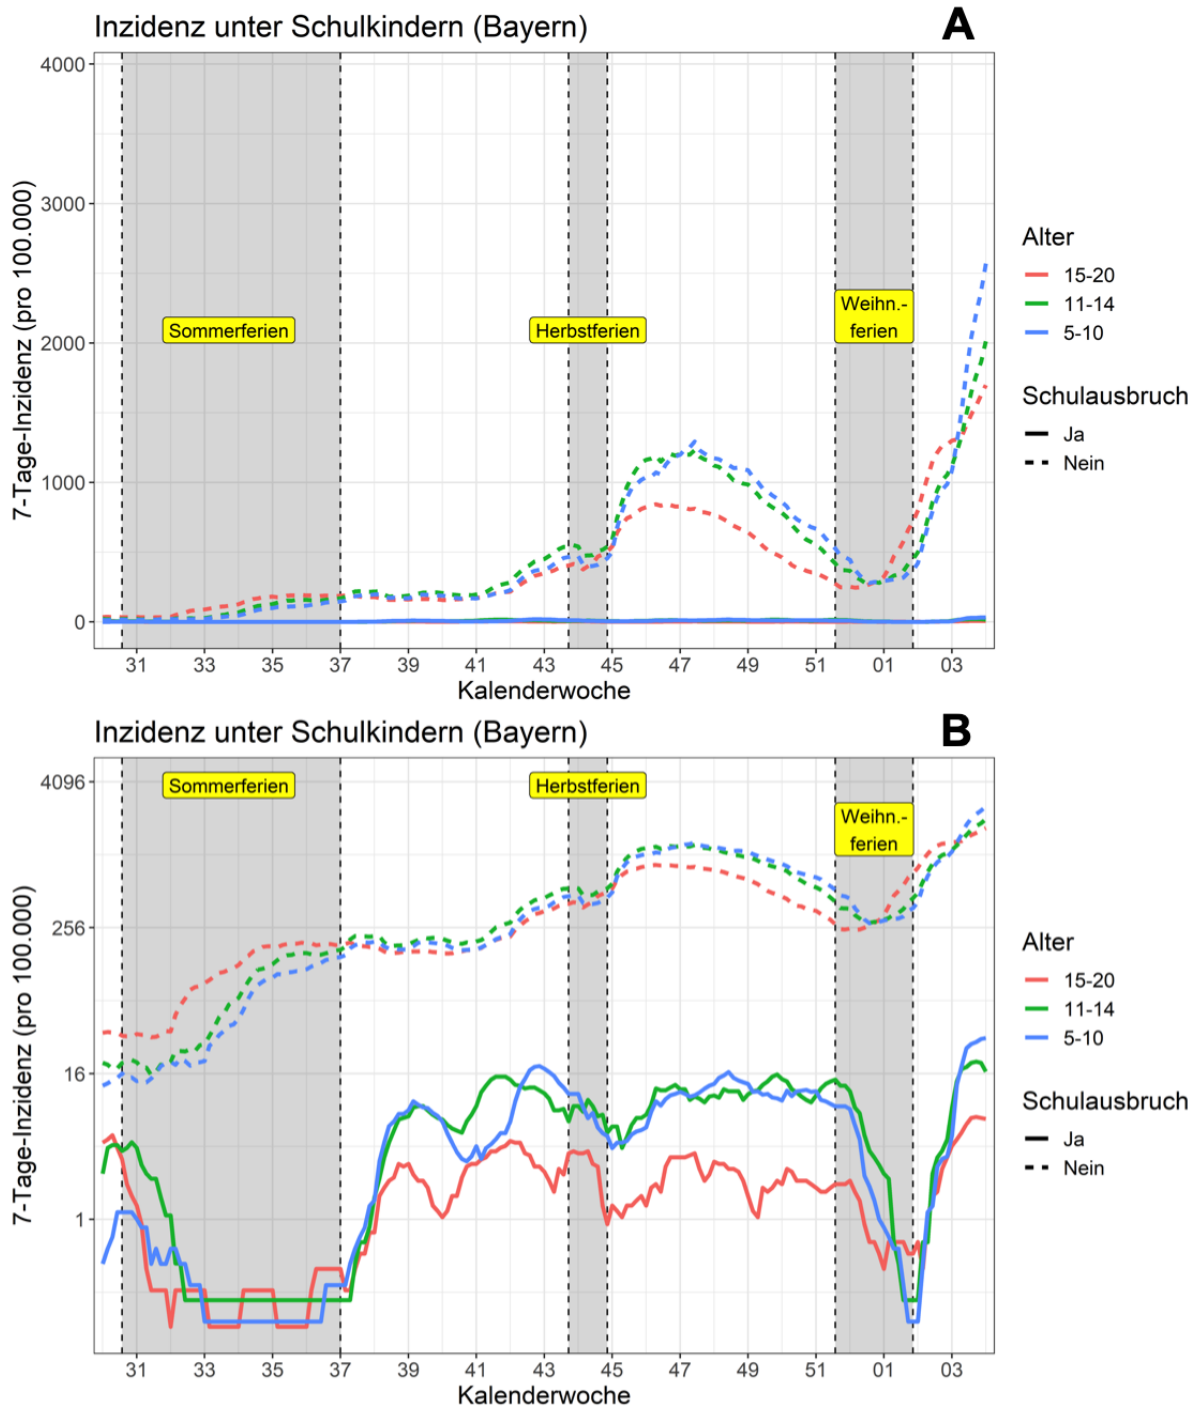 Inzidenz unter Schulkindern (Bayern)
A
7-Tage-Inzidenz (pro 100.000)
4000
3000
2000
1000
0
Sommerferien
Herbstferien
Weihn.-
ferien
31 33 35 37 39 41 43 45 47 49 51 01 03
Kalenderwoche
Alter
15-20
11-14
5-10
Schulausbruch
Ja
Nein
Inzidenz unter Schulkindern (Bayern)
B
7-Tage-Inzidenz (pro 100.000)
4096
256
16
1
Sommerferien
Herbstferien
Weihn.-
ferien
31 33 35 37 39 41 43 45 47 49 51 01 03
Kalenderwoche
Alter
15-20
11-14
5-10
Schulausbruch
Ja
Nein